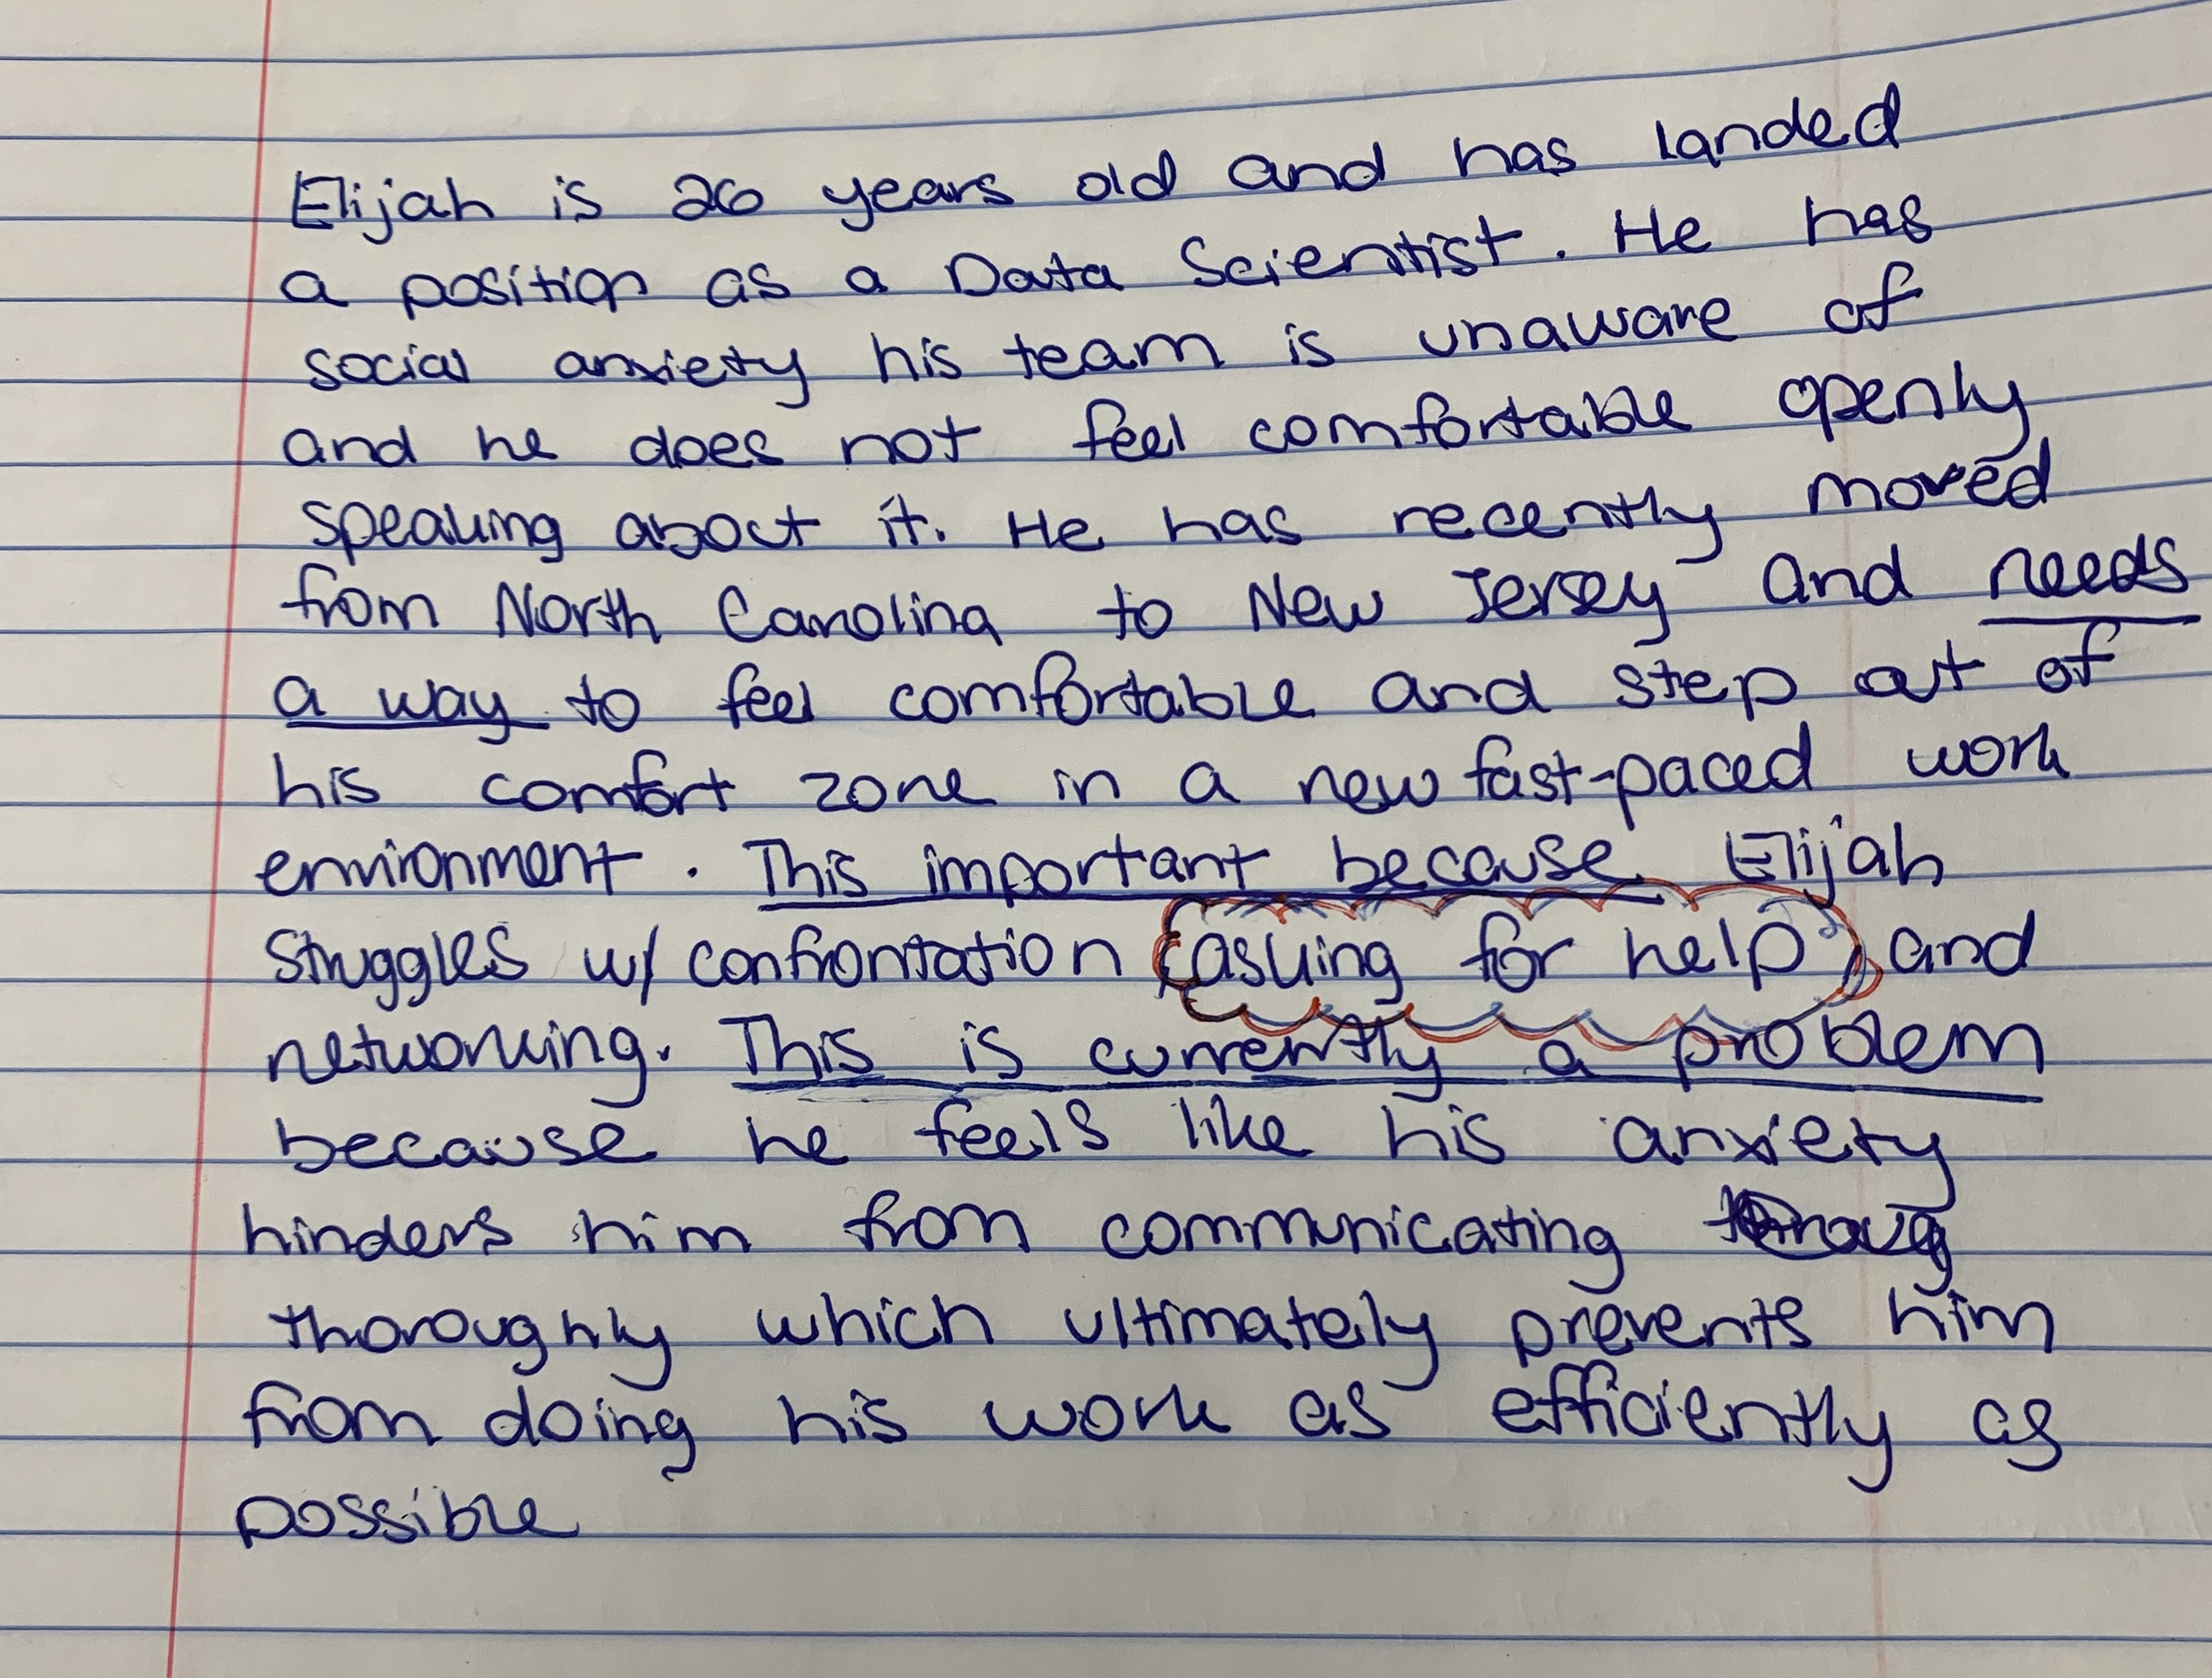 Elijah is 26 years old and has landed
a position as a Data Scientist. He has
social anxiety his team is unaware of
and he does not feel comfortable openly
speaking about it. He has recently moved
from North Carolina to New Jersey and needs
a way to feel comfortable and step out of
his comfort zone in a new fast-paced work
environment. This important because Elijah
struggles w/ confrontation (asking for help) and
networking. This is currently a problem
because he feels like his anxiety
hinders him from communicating
thoroughly which ultimately prevents him
from doing his work as efficiently as
possible